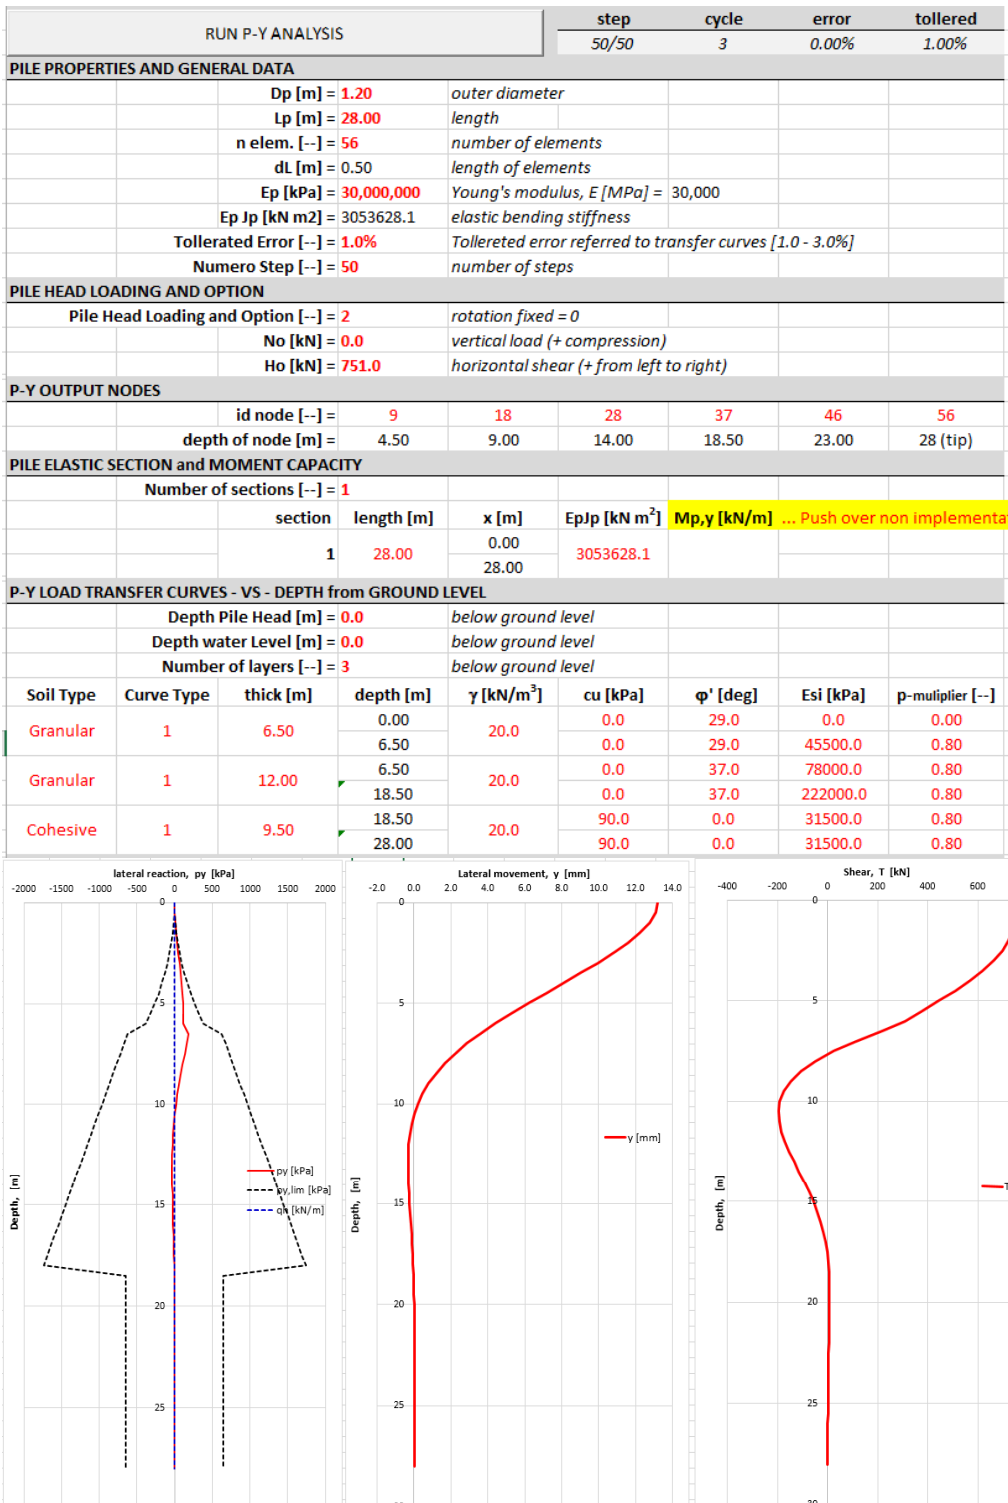 RUN P-Y ANALYSIS
step cycle error tollered
50/50 3 0.00% 1.00%
PILE PROPERTIES AND GENERAL DATA
Dp [m] = 1.20 outer diameter
Lp [m] = 28.00 length
n elem. [--] = 56 number of elements
dL [m] = 0.50 length of elements
Ep [kPa] = 30,000,000 Young's modulus, E [MPa] = 30,000
Ep Jp [kN m2] = 3053628.1 elastic bending stiffness
Tollerated Error [--] = 1.0% Tollereted error referred to transfer curves [1.0 - 3.0%]
Numero Step [--] = 50 number of steps
PILE HEAD LOADING AND OPTION
Pile Head Loading and Option [--] = 2 rotation fixed = 0
No [kN] = 0.0 vertical load (+ compression)
Ho [kN] = 751.0 horizontal shear (+ from left to right)
P-Y OUTPUT NODES
id node [--] = 9 18 28 37 46 56
depth of node [m] = 4.50 9.00 14.00 18.50 23.00 28 (tip)
PILE ELASTIC SECTION and MOMENT CAPACITY
Number of sections [--] = 1
section length [m] x [m] EpJp [kN m²] Mp,y [kN/m] ... Push over non implementa
0.00
1 28.00 3053628.1
28.00
P-Y LOAD TRANSFER CURVES - VS - DEPTH from GROUND LEVEL
Depth Pile Head [m] = 0.0 below ground level
Depth water Level [m] = 0.0 below ground level
Number of layers [--] = 3 below ground level
Soil Type Curve Type thick [m] depth [m] γ [kN/m³] cu [kPa] φ' [deg] Esi [kPa] p-muliplier [--]
0.00 0.0 29.0 0.0 0.00
Granular 1 6.50 20.0
6.50 0.0 29.0 45500.0 0.80
6.50 0.0 37.0 78000.0 0.80
Granular 1 12.00 20.0
18.50 0.0 37.0 222000.0 0.80
18.50 90.0 0.0 31500.0 0.80
Cohesive 1 9.50 20.0
28.00 90.0 0.0 31500.0 0.80
lateral reaction, py [kPa]
-2000 -1500 -1000 -500 0 500 1000 1500 2000
0
5
10
15
20
25
Depth, [m]
py [kPa]
py,lim [kPa]
qh [kN/m]
Lateral movement, y [mm]
-2.0 0.0 2.0 4.0 6.0 8.0 10.0 12.0 14.0
0
5
10
15
20
25
Depth, [m]
y [mm]
Shear, T [kN]
-400 -200 0 200 400 600
0
5
10
15
20
25
Depth, [m]